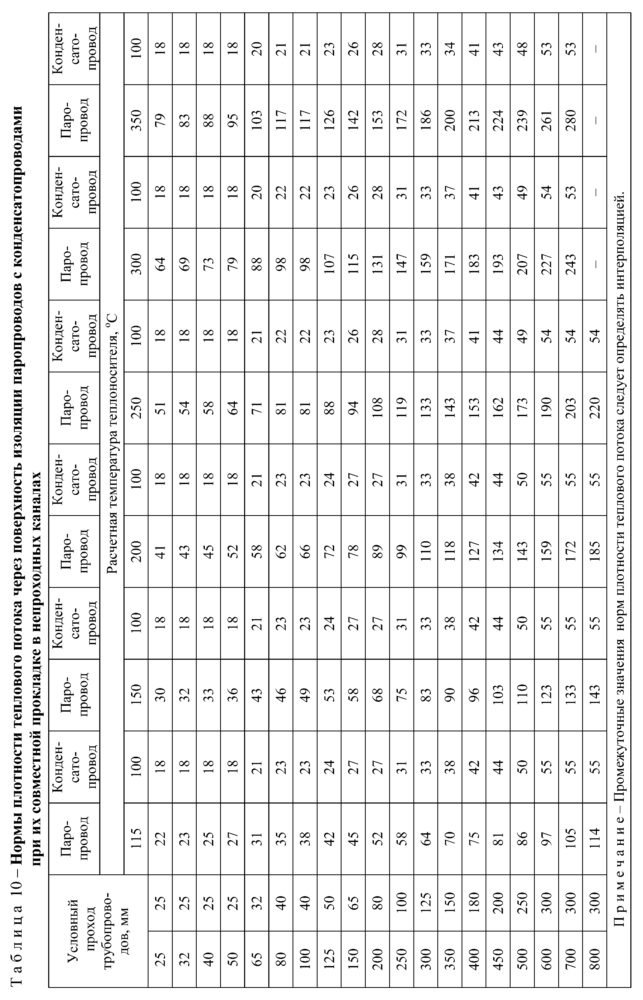 Таблица 10 – Нормы плотности теплового потока через поверхность изоляции паропроводов с конденсатопроводами
при их совместной прокладке в непроходных каналах
Условный проход трубопрово-дов, мм Паро-провод Конден-сато-провод Паро-провод Конден-сато-провод Паро-провод Конден-сато-провод Паро-провод Конден-сато-провод Паро-провод Конден-сато-провод Паро-провод Конден-сато-провод
Расчетная температура теплоносителя, °С
115 100 150 100 200 100 250 100 300 100 350 100
25 25 22 18 30 18 41 18 51 18 64 18 79 18
32 25 23 18 32 18 43 18 54 18 69 18 83 18
40 25 25 18 33 18 45 18 58 18 73 18 88 18
50 25 27 18 36 18 52 18 64 18 79 18 95 18
65 32 31 21 43 21 58 21 71 21 88 20 103 20
80 40 35 23 46 23 62 23 81 22 98 22 117 21
100 40 38 23 49 23 66 23 81 22 98 22 117 21
125 50 42 24 53 24 72 24 88 23 107 23 126 23
150 65 45 27 58 27 78 27 94 26 115 26 142 26
200 80 52 27 68 27 89 27 108 28 131 28 153 28
250 100 58 31 75 31 99 31 119 31 147 31 172 31
300 125 64 33 83 33 110 33 133 33 159 33 186 33
350 150 70 38 90 38 118 38 143 37 171 37 200 34
400 180 75 42 96 42 127 42 153 41 183 41 213 41
450 200 81 44 103 44 134 44 162 44 193 43 224 43
500 250 86 50 110 50 143 50 173 49 207 49 239 48
600 300 97 55 123 55 159 55 190 54 227 54 261 53
700 300 105 55 133 55 172 55 203 54 243 53 280 53
800 300 114 55 143 55 185 55 220 54 – – – –
Примечание – Промежуточные значения норм плотности теплового потока следует определять интерполяцией.